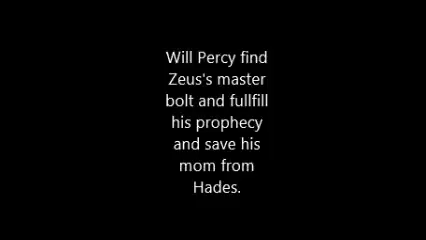 Will Percy find
Zeus's master
bolt and fullfill
his prophecy
and save his
mom from
Hades.